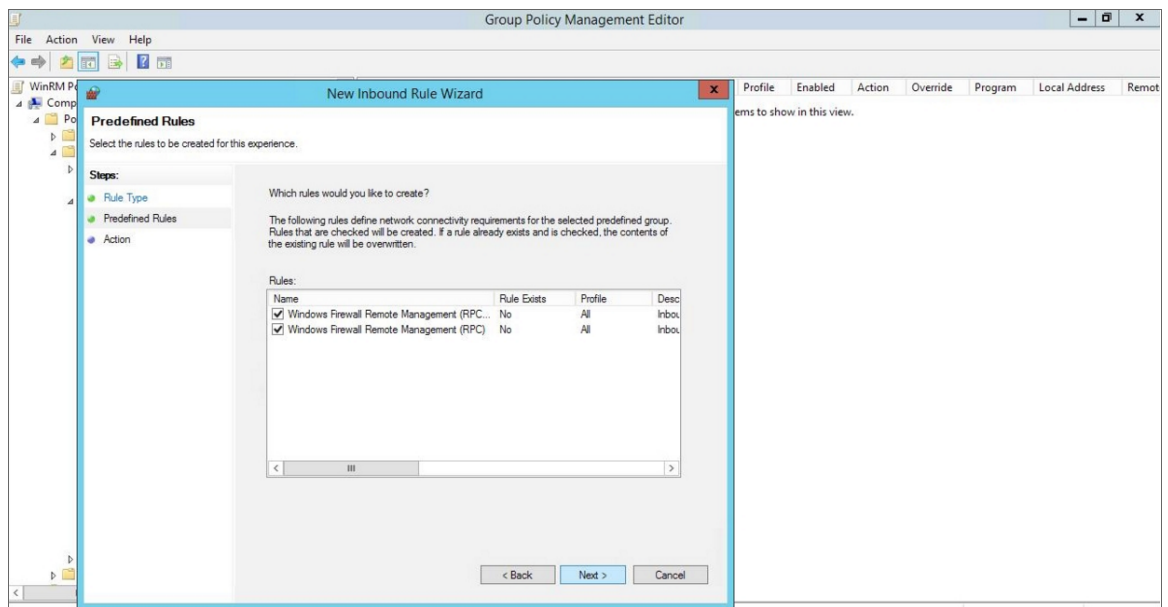 Group Policy Management Editor
File Action View Help
WinRM Po
Comp
Po
Profile Enabled Action Override Program Local Address Remot
ems to show in this view.
New Inbound Rule Wizard
x
Predefined Rules
Select the rules to be created for this experience.
Steps:
Rule Type
Predefined Rules
Action
Which rules would you like to create?
The following rules define network connectivity requirements for the selected predefined group.
Rules that are checked will be created. If a rule already exists and is checked, the contents of
the existing rule will be overwritten.
Rules:
Name Rule Exists Profile Desc
Windows Firewall Remote Management (RPC... No All Inbou
Windows Firewall Remote Management (RPC) No All Inbou
< Back Next > Cancel